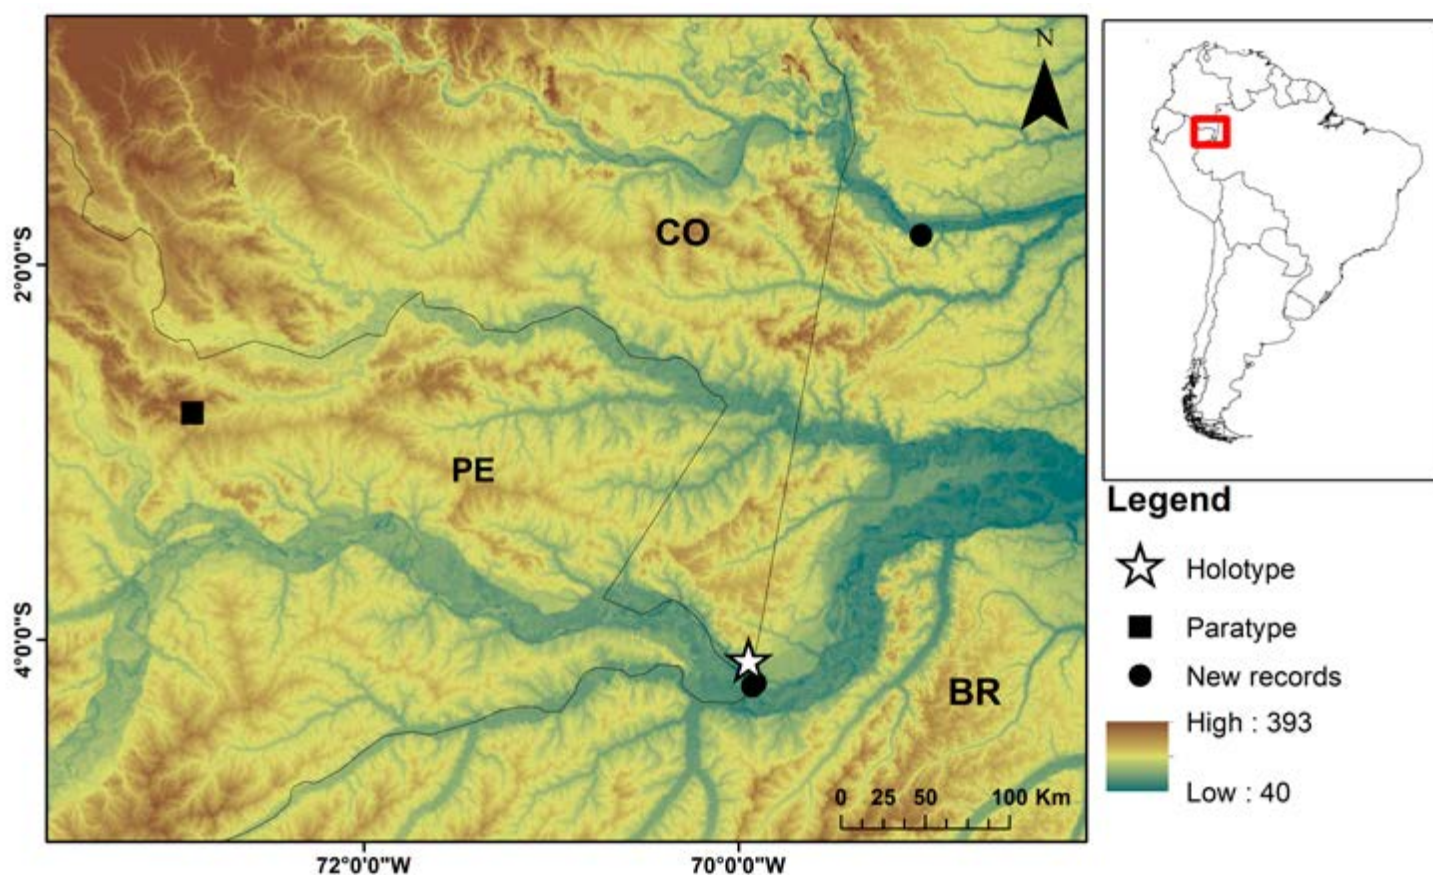 N
CO
2°0'0"S
PE
4°0'0"S
BR
0 25 50 100 Km
72°0'0"W
70°0'0"W
Legend
Holotype
Paratype
New records
High : 393
Low : 40